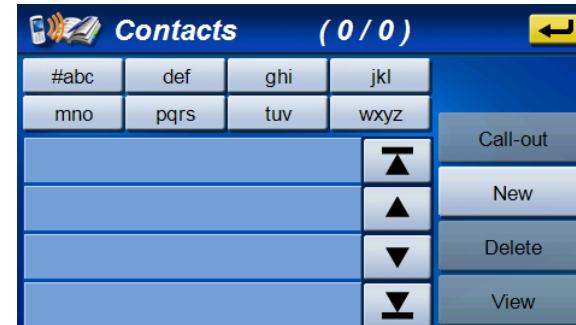 Contacts (0/0)
#abc def ghi jkl
mno pqrs tuv wxyz
Call-out
New
Delete
View